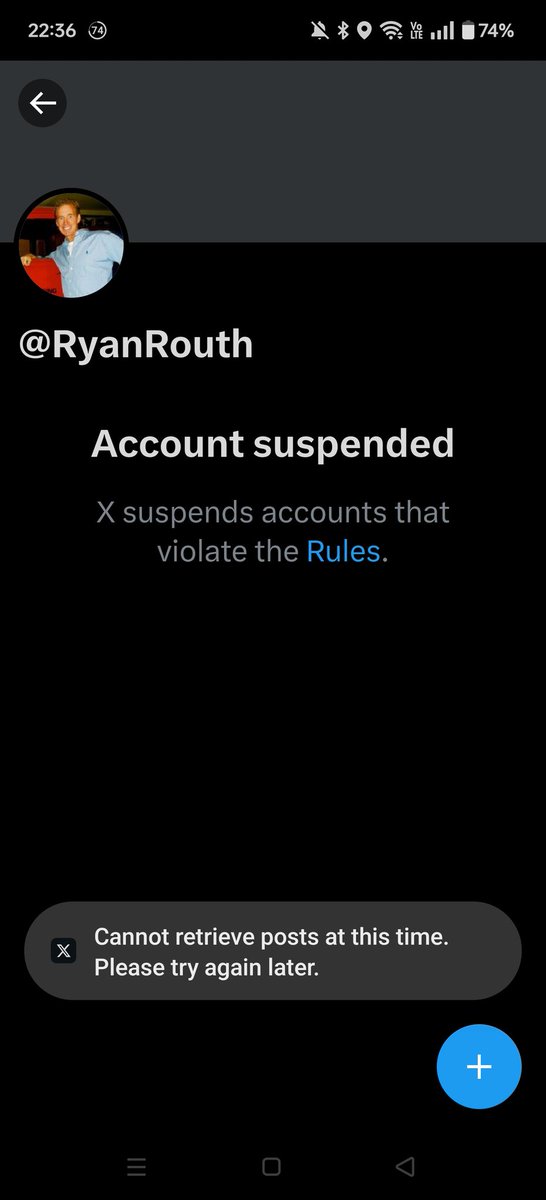 22:36 74 Vo LTE 74%
@RyanRouth
Account suspended
X suspends accounts that
violate the Rules.
Cannot retrieve posts at this time.
Please try again later.